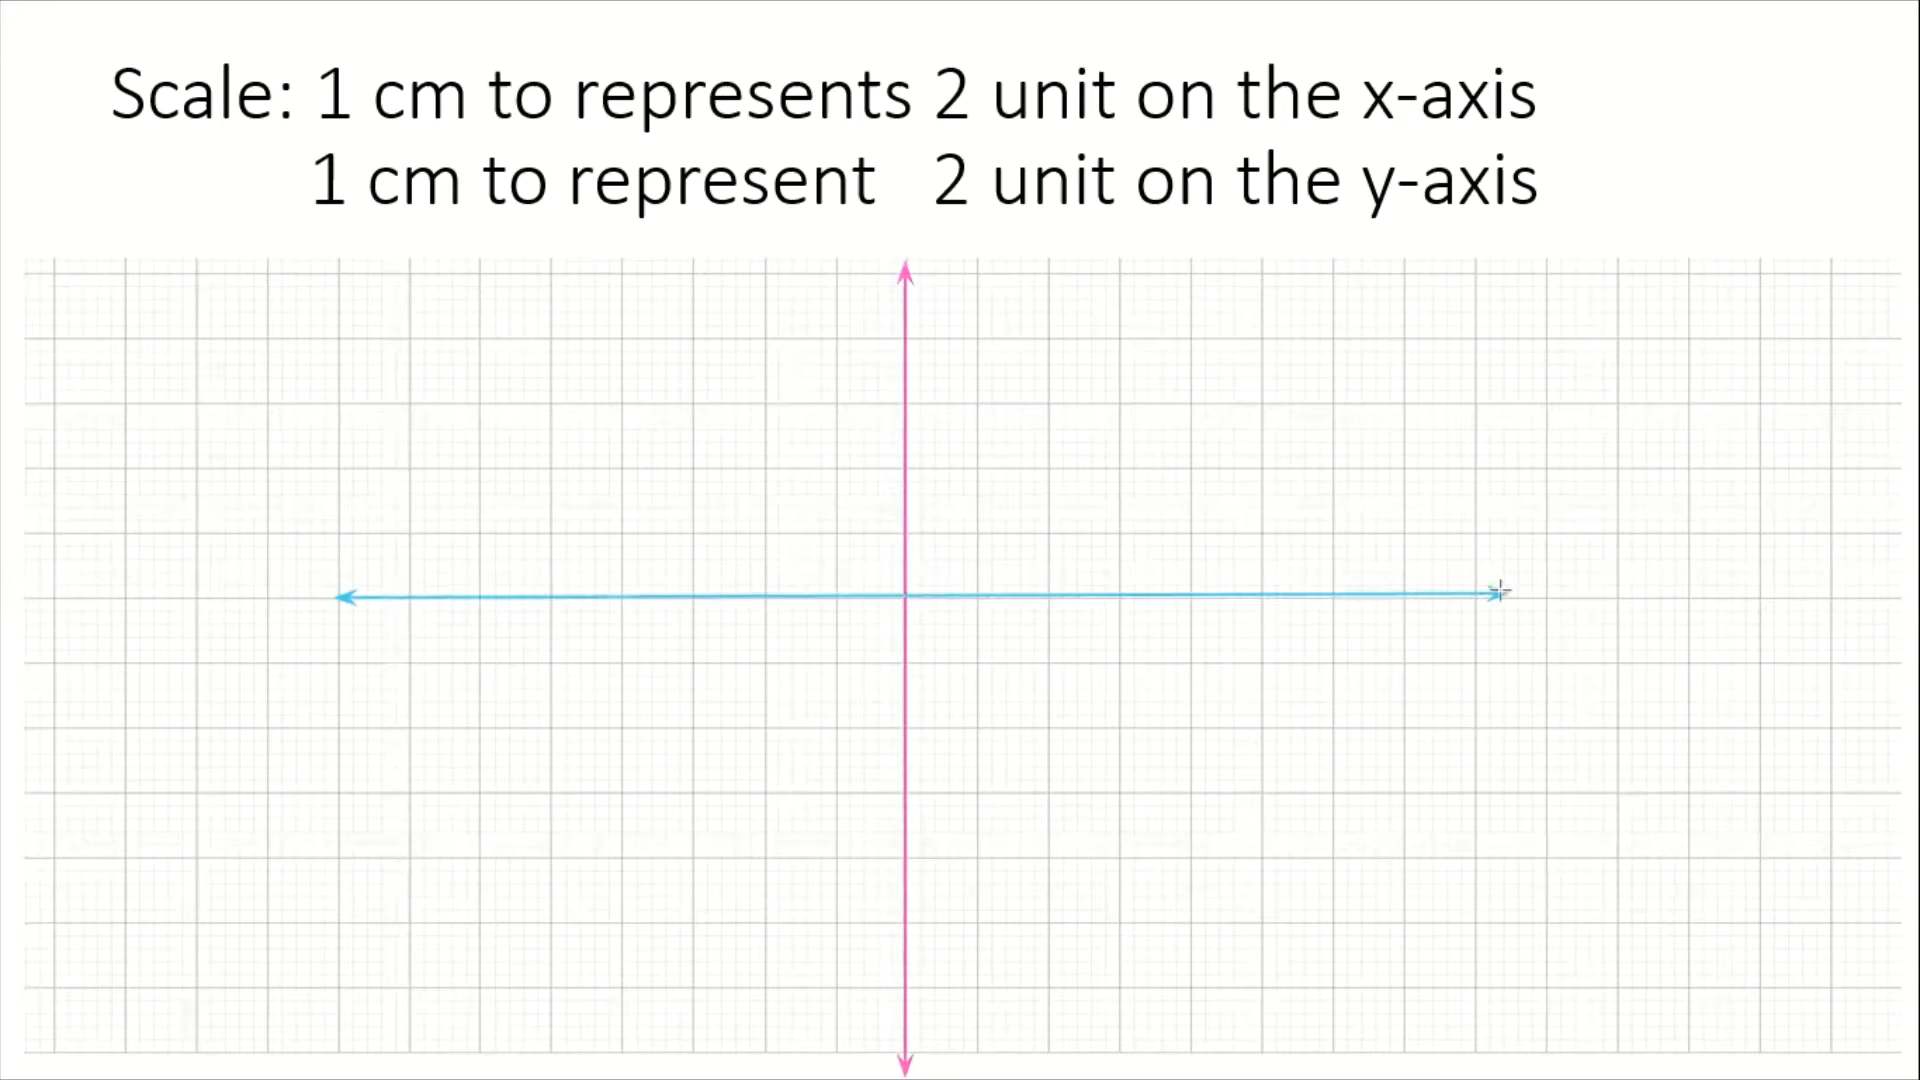 Scale: 1 cm to represents 2 unit on the x-axis
1 cm to represent 2 unit on the y-axis